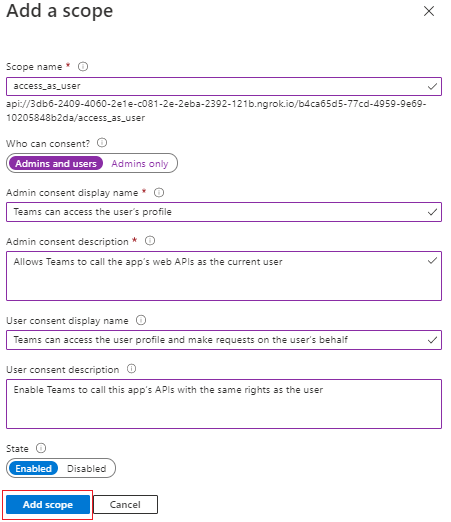 Add a scope
Scope name *
access_as_user
api://3db6-2409-4060-2e1e-c081-2e-2eba-2392-121b.ngrok.io/b4ca65d5-77cd-4959-9e69-
10205848b2da/access_as_user
Who can consent?
Admins and users Admins only
Admin consent display name *
Teams can access the user's profile
Admin consent description *
Allows Teams to call the app's web APIs as the current user
User consent display name
Teams can access the user profile and make requests on the user's behalf
User consent description
Enable Teams to call this app's APIs with the same rights as the user
State
Enabled Disabled
Add scope Cancel